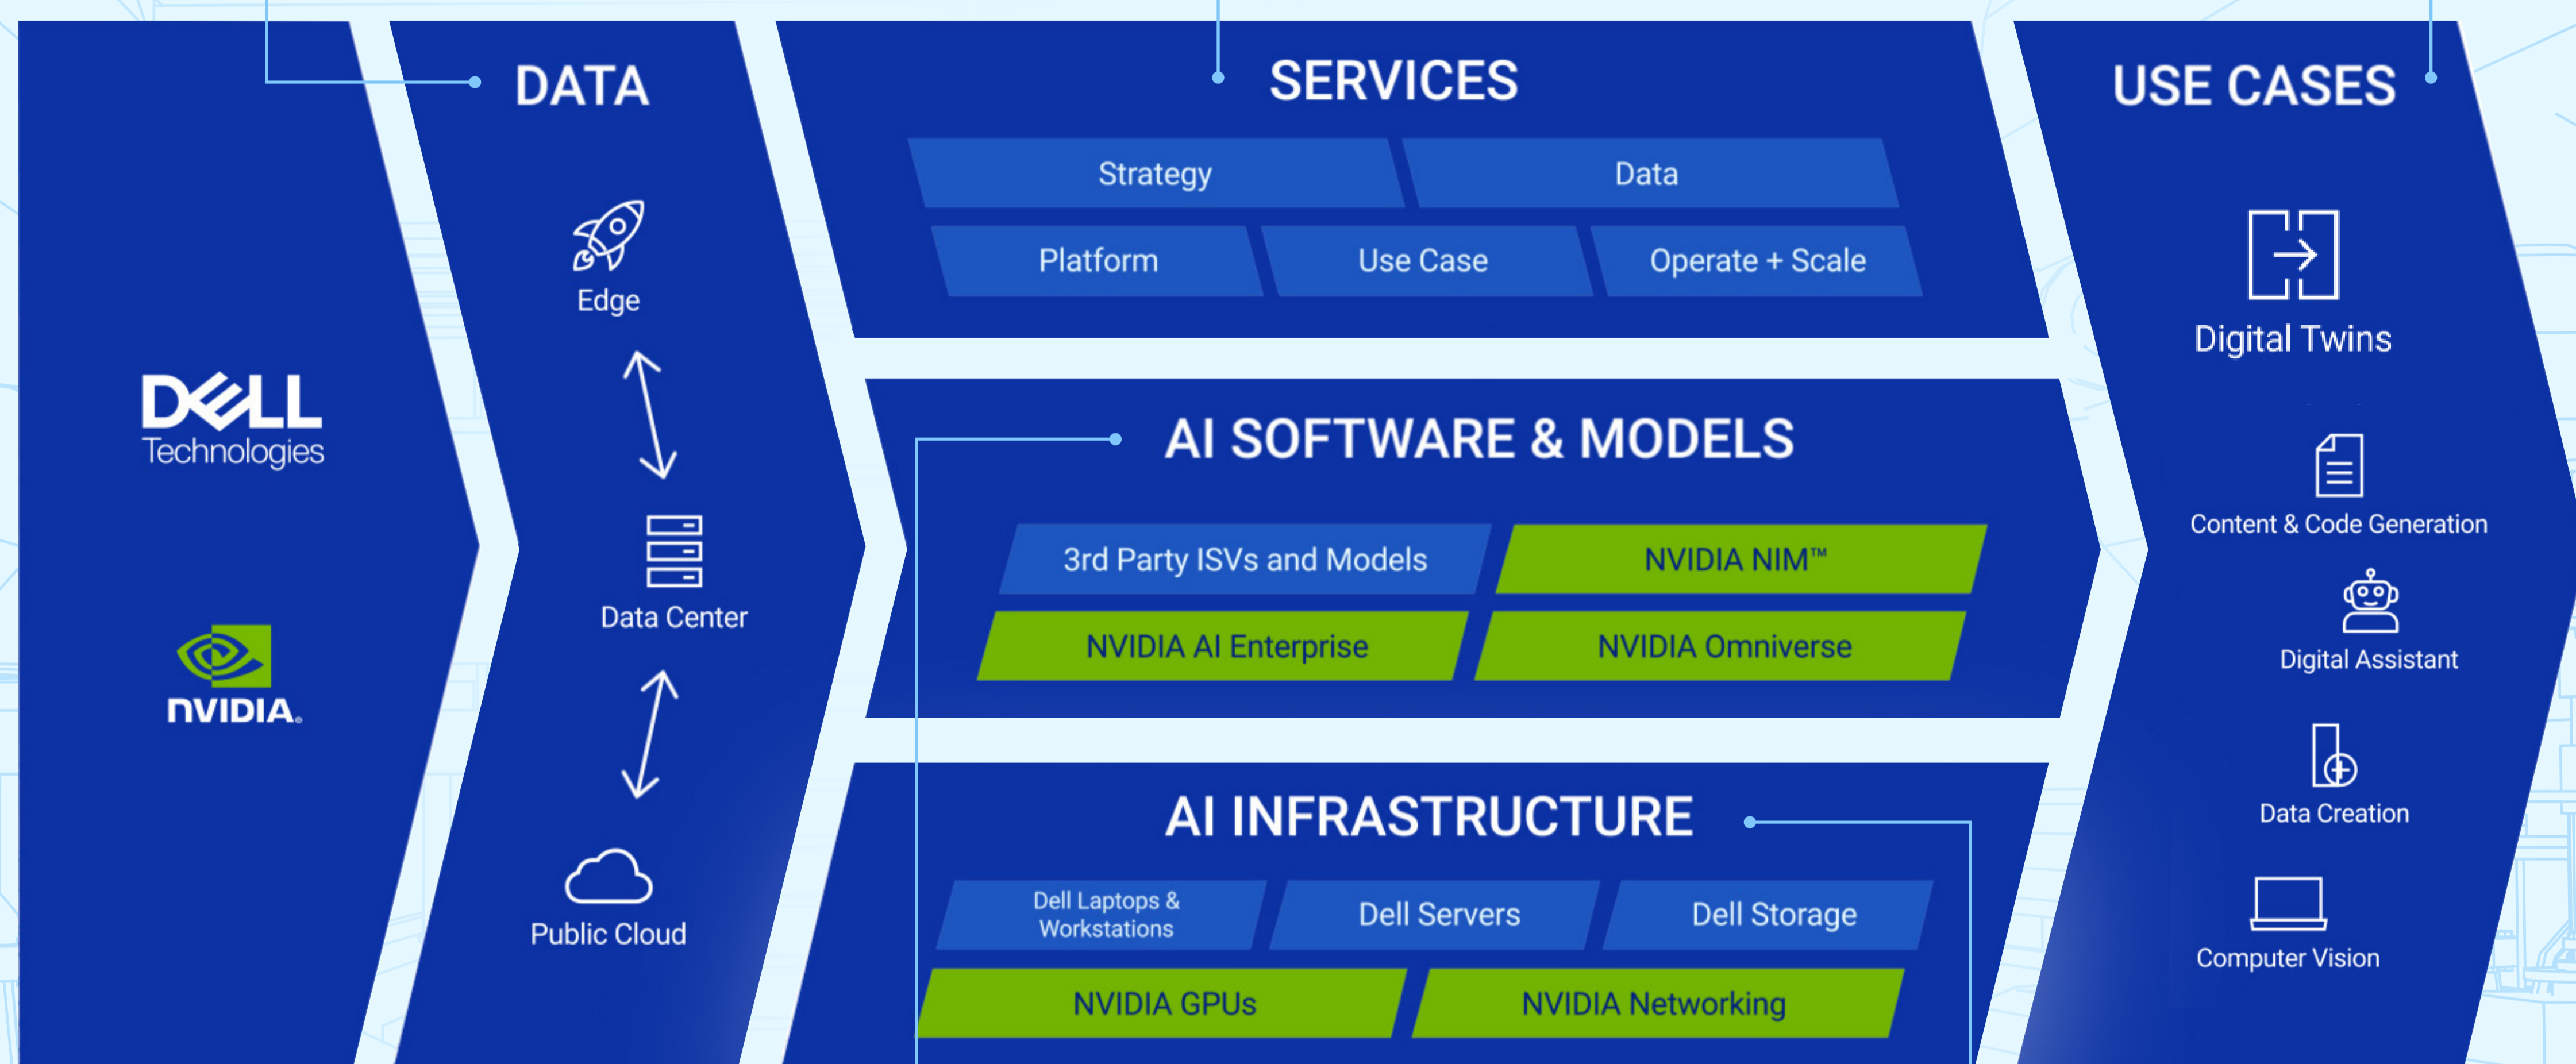 DELL
Technologies
NVIDIA®
DATA
Edge
Data Center
Public Cloud
SERVICES
Strategy
Data
Platform
Use Case
Operate + Scale
AI SOFTWARE & MODELS
3rd Party ISVs and Models
NVIDIA NIM™
NVIDIA AI Enterprise
NVIDIA Omniverse
AI INFRASTRUCTURE
Dell Laptops &
Workstations
Dell Servers
Dell Storage
NVIDIA GPUs
NVIDIA Networking
USE CASES
Digital Twins
Content & Code Generation
Digital Assistant
Data Creation
Computer Vision